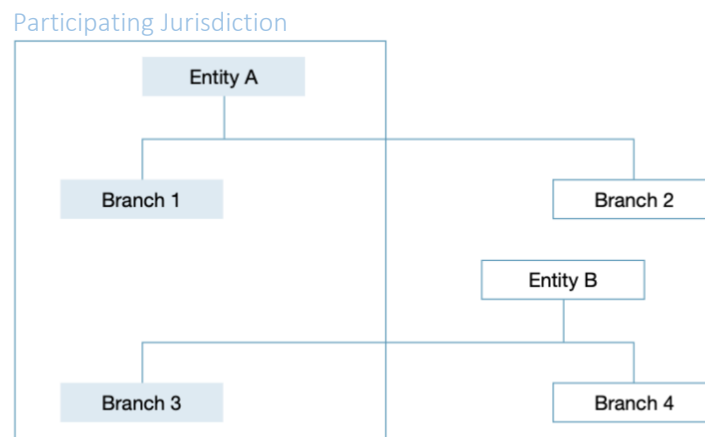 Participating Jurisdiction
Entity A
Branch 1
Branch 2
Entity B
Branch 3
Branch 4